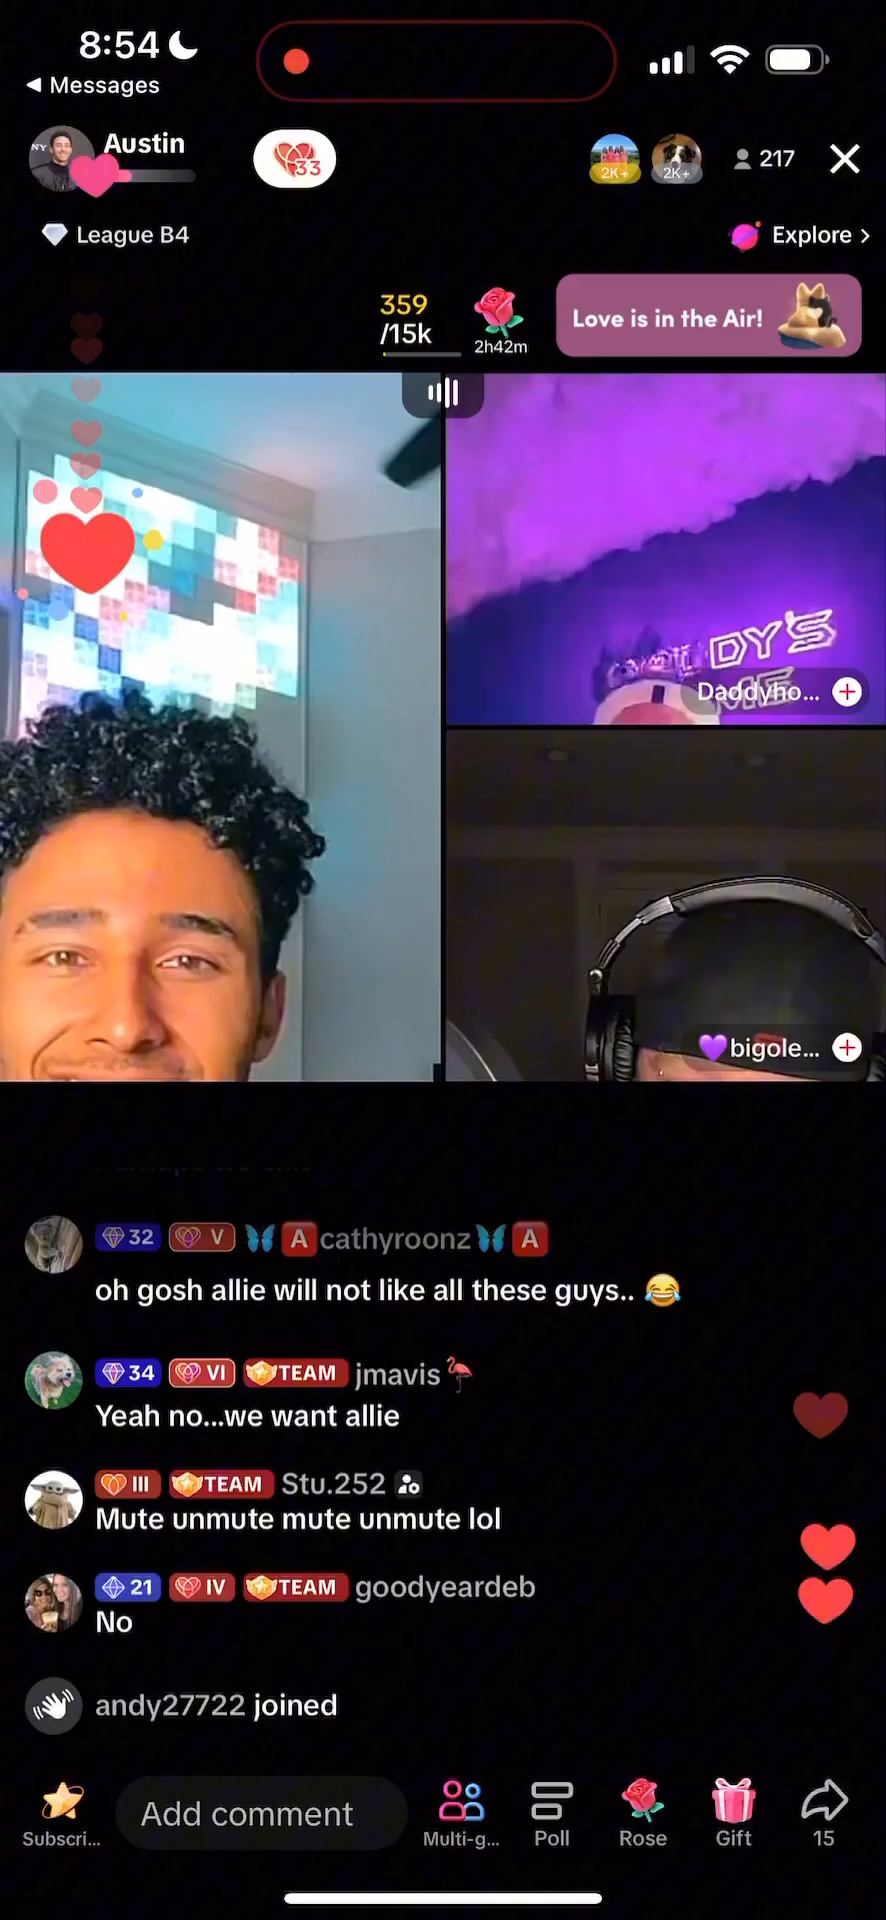 8:54
Messages
Austin
33
2K+
2K+
217
League B4
Explore
359
/15k
2h42m
Love is in the Air!
DY'S
ME
Daddyho...
💜bigole...
32 V 🦋🅰️cathyroonz🦋🅰️
oh gosh allie will not like all these guys.. 😂
34 VI TEAM jmavis🦩
Yeah no...we want allie
III TEAM Stu.252
Mute unmute mute unmute lol
21 IV TEAM goodyeardeb
No
andy27722 joined
Add comment
Subscri...
Multi-g...
Poll
Rose
Gift
15